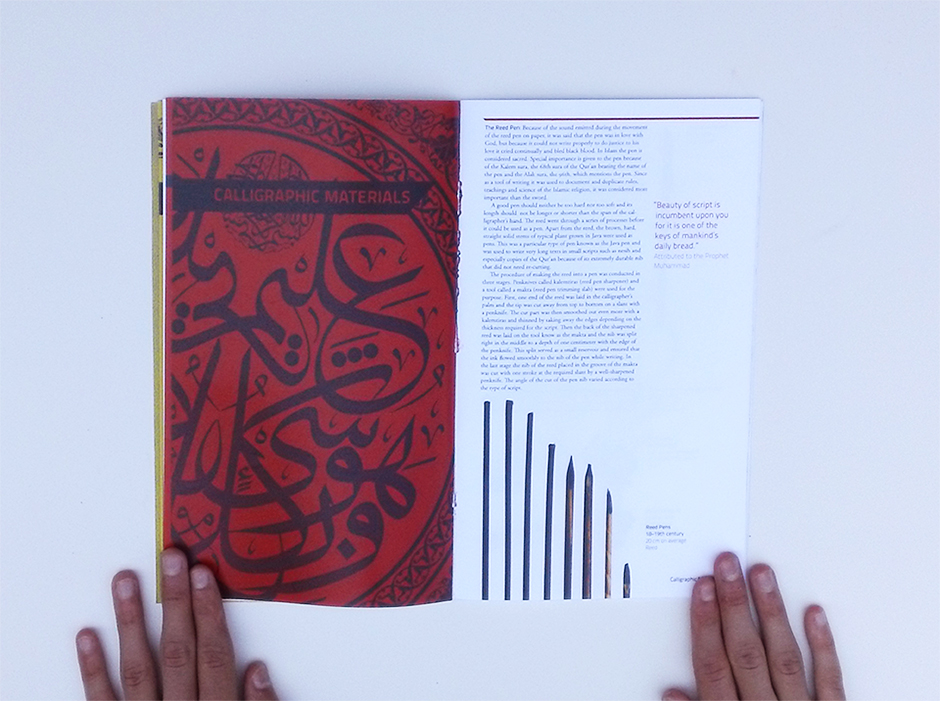 CALLIGRAPHIC MATERIALS
The Reed Pen: Because of the sound emitted during the movement
of the reed pen on paper, it was said that the pen was in love with
God, but because it could not write properly to do justice to his
love it cried continually and bled black blood. In Islam the pen is
considered sacred. Special importance is given to the pen because
of the Kalem sura, the 68th sura of the Qur'an bearing the name of
the pen and the Alak sura, the 96th, which mentions the pen. Since
as a tool of writing it was used to document and duplicate rules,
teachings and science of the Islamic religion, it was considered most
important than the sword.
A good pen should neither be too hard nor too soft and its
length should not be longer or shorter than the span of the cal-
ligrapher's hand. The reed went through a series of processes before
it could be used as a pen. Apart from the reed, the brown, hard,
straight solid stems of typical plant grown in Java were used as
pens. This was a particular type of pen known as the Java pen and
was used to write very long texts in small scripts such as nesih and
especially copies of the Qur'an because of its extremely durable nib
that did not need re-cutting.
The procedure of making the reed into a pen was conducted in
three stages. Penknives called kalemtras (reed pen sharpener) and
a tool called a makta (reed pen trimming slab) were used for the
purpose. First, one end of the reed was laid in the calligrapher's
palm and the tip was cut away from top to bottom on a slant with
a penknife. The cut part was then smoothed out even more with a
kalemtras and thinned by taking away the edges depending on the
thickness required for the script. Then the back of the sharpened
reed was laid on the tool know as the makta and the nib was split
right in the middle to a depth of one centimetre with the edge of
the penknife. This split served as a small reservoir and ensured that
the ink flowed smoothly to the nib of the pen while writing. In
the last stage the nib of the reed placed in the groove of the makta
was cut with one stroke at the required slant by a well-sharpened
penknife. The angle of the cut of the pen nib varied according to
the type of script.
"Beauty of script is
incumbent upon you
for it is one of the
keys of mankind's
daily bread."
Attributed to the Prophet
Muhammad
Reed Pens
18–19th century
20 cm on average
Reed
Calligraphic